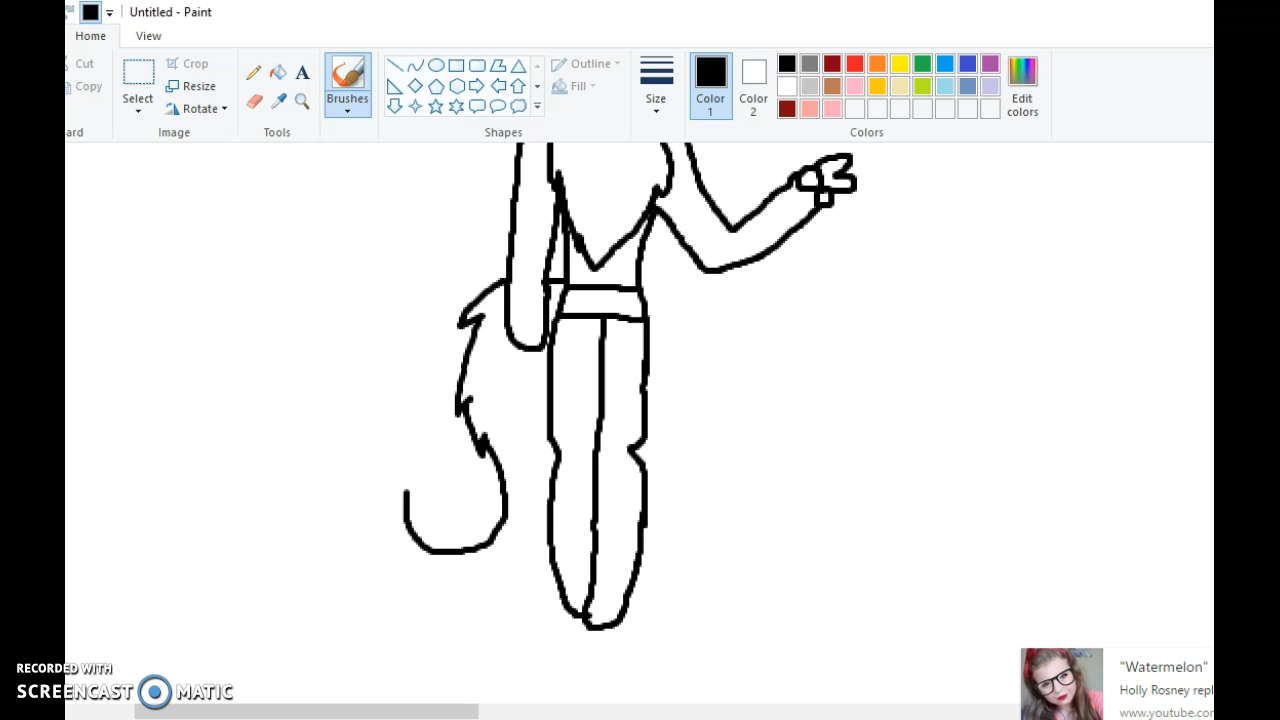 Untitled - Paint
Home View
Cut
Copy
ard
Select
Crop
Resize
Rotate
Image
A
Tools
Brushes
Outline
Fill
Shapes
Size
Color 1
Color 2
Edit colors
Colors
RECORDED WITH
SCREENCAST MATIC
"Watermelon"
Holly Rosney repl
www.youtube.com